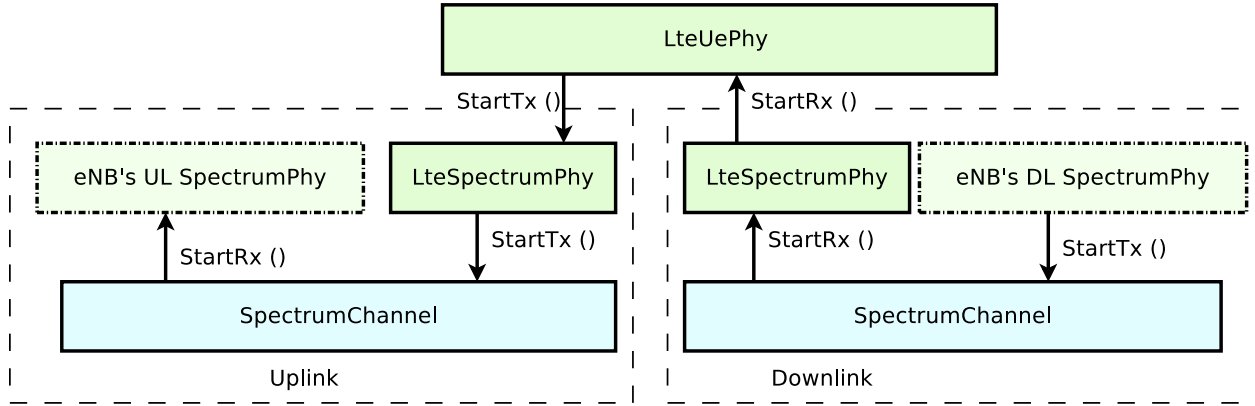 LteUePhy
StartTx ()
StartRx ()
eNB's UL SpectrumPhy
LteSpectrumPhy
LteSpectrumPhy
eNB's DL SpectrumPhy
StartRx ()
StartTx ()
StartRx ()
StartTx ()
SpectrumChannel
SpectrumChannel
Uplink
Downlink